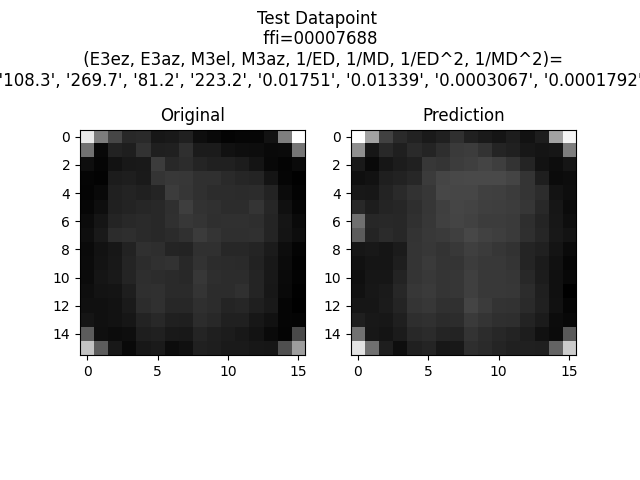 Test Datapoint
ffi=00007688
(E3ez, E3az, M3el, M3az, 1/ED, 1/MD, 1/ED^2, 1/MD^2)=
'108.3', '269.7', '81.2', '223.2', '0.01751', '0.01339', '0.0003067', '0.0001792'
Original Prediction
0 0
2 2
4 4
6 6
8 8
10 10
12 12
14 14
0 5 10 15 0 5 10 15